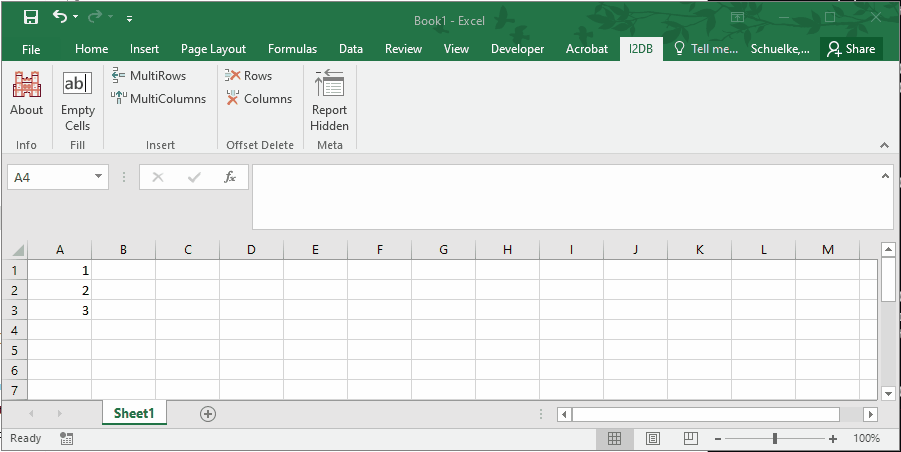 Book1 - Excel
File Home Insert Page Layout Formulas Data Review View Developer Acrobat I2DB Tell me... Schuelke,... Share
About
Info
ab|
Empty
Cells
Fill
MultiRows
MultiColumns
Insert
Rows
Columns
Offset Delete
Report
Hidden
Meta
A4 fx
A B C D E F G H I J K L M
1 1
2 2
3 3
4
5
6
7
Sheet1
Ready 100%